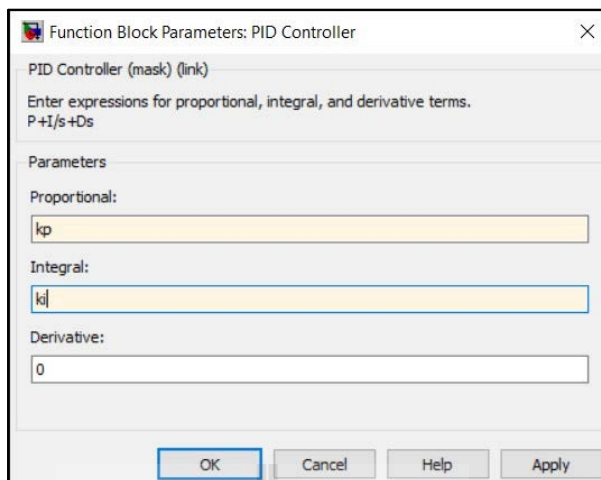 Function Block Parameters: PID Controller
PID Controller (mask) (link)
Enter expressions for proportional, integral, and derivative terms.
P+I/s+Ds
Parameters
Proportional:
kp
Integral:
ki
Derivative:
0
OK Cancel Help Apply